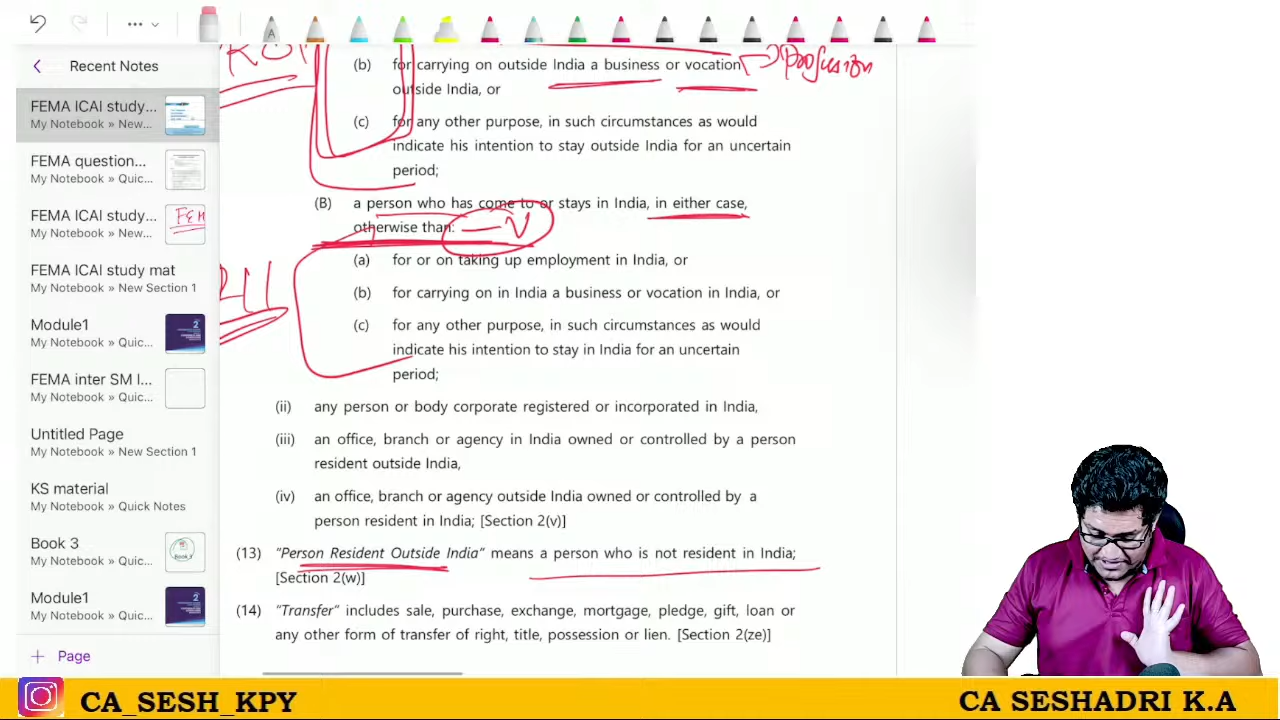 Recent Notes
FEMA ICAI study...
My Notebook » New...
FEMA question...
My Notebook » Quic...
FEMA ICAI study...
My Notebook » New...
FEM
FEMA ICAI study mat
My Notebook » New Section 1
Module1
My Notebook » Quic...
2
FEMA inter SM I...
My Notebook » Quic...
Untitled Page
My Notebook » New Section 1
KS material
My Notebook » Quick Notes
Book 3
My Notebook » Quic...
Module1
My Notebook » Quic...
2
+ Page
(b) for carrying on outside India a business or vocation
outside India, or
(c) for any other purpose, in such circumstances as would
indicate his intention to stay outside India for an uncertain
period;
(B) a person who has come to or stays in India, in either case,
otherwise than:
(a) for or on taking up employment in India, or
(b) for carrying on in India a business or vocation in India, or
(c) for any other purpose, in such circumstances as would
indicate his intention to stay in India for an uncertain
period;
(ii) any person or body corporate registered or incorporated in India,
(iii) an office, branch or agency in India owned or controlled by a person
resident outside India,
(iv) an office, branch or agency outside India owned or controlled by a
person resident in India; [Section 2(v)]
(13) "Person Resident Outside India" means a person who is not resident in India;
[Section 2(w)]
(14) "Transfer" includes sale, purchase, exchange, mortgage, pledge, gift, loan or
any other form of transfer of right, title, possession or lien. [Section 2(ze)]
CA_SESH_KPY
CA SESHADRI K.A